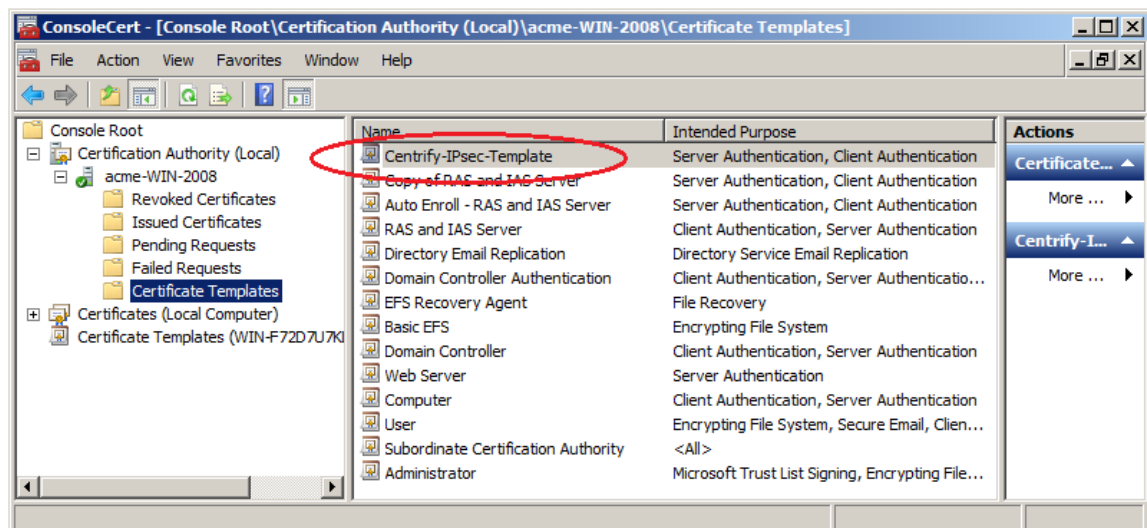 ConsoleCert - [Console Root\Certification Authority (Local)\acme-WIN-2008\Certificate Templates]
File Action View Favorites Window Help
Console Root
Certification Authority (Local)
acme-WIN-2008
Revoked Certificates
Issued Certificates
Pending Requests
Failed Requests
Certificate Templates
Certificates (Local Computer)
Certificate Templates (WIN-F72D7U7KI
Name Intended Purpose
Centrify-IPsec-Template Server Authentication, Client Authentication
Copy of RAS and IAS Server Server Authentication, Client Authentication
Auto Enroll - RAS and IAS Server Server Authentication, Client Authentication
RAS and IAS Server Client Authentication, Server Authentication
Directory Email Replication Directory Service Email Replication
Domain Controller Authentication Client Authentication, Server Authenticatio...
EFS Recovery Agent File Recovery
Basic EFS Encrypting File System
Domain Controller Client Authentication, Server Authentication
Web Server Server Authentication
Computer Client Authentication, Server Authentication
User Encrypting File System, Secure Email, Clien...
Subordinate Certification Authority <All>
Administrator Microsoft Trust List Signing, Encrypting File...
Actions
Certificate...
More ...
Centrify-I...
More ...